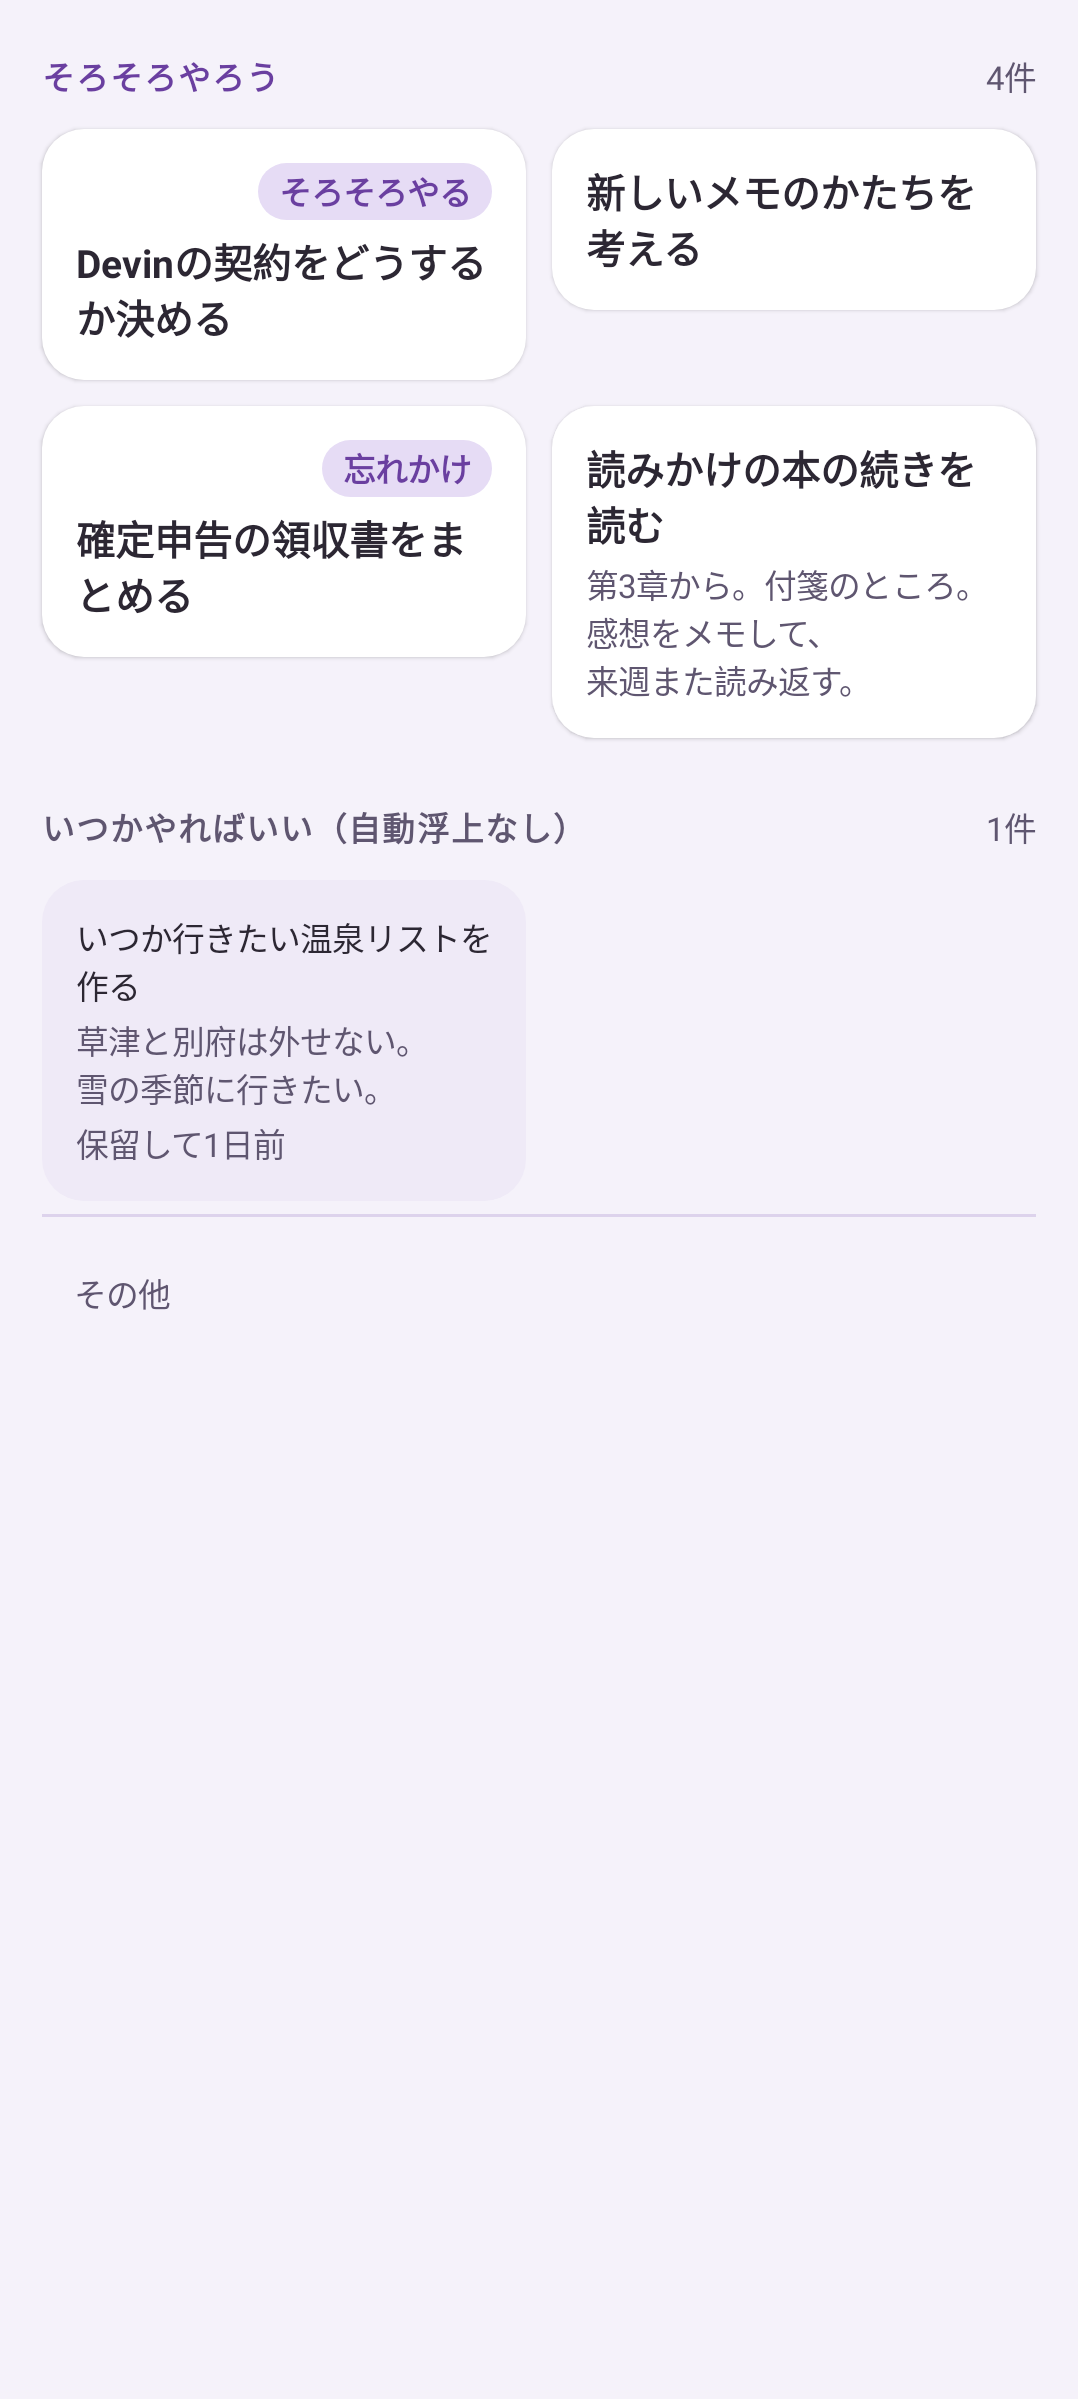 そろそろやろう
4件
そろそろやる
Devinの契約をどうする
か決める
新しいメモのかたちを
考える
忘れかけ
確定申告の領収書をま
とめる
読みかけの本の続きを
読む
第3章から。付箋のところ。
感想をメモして、
来週また読み返す。
いつかやればいい（自動浮上なし）
1件
いつか行きたい温泉リストを
作る
草津と別府は外せない。
雪の季節に行きたい。
保留して1日前
その他